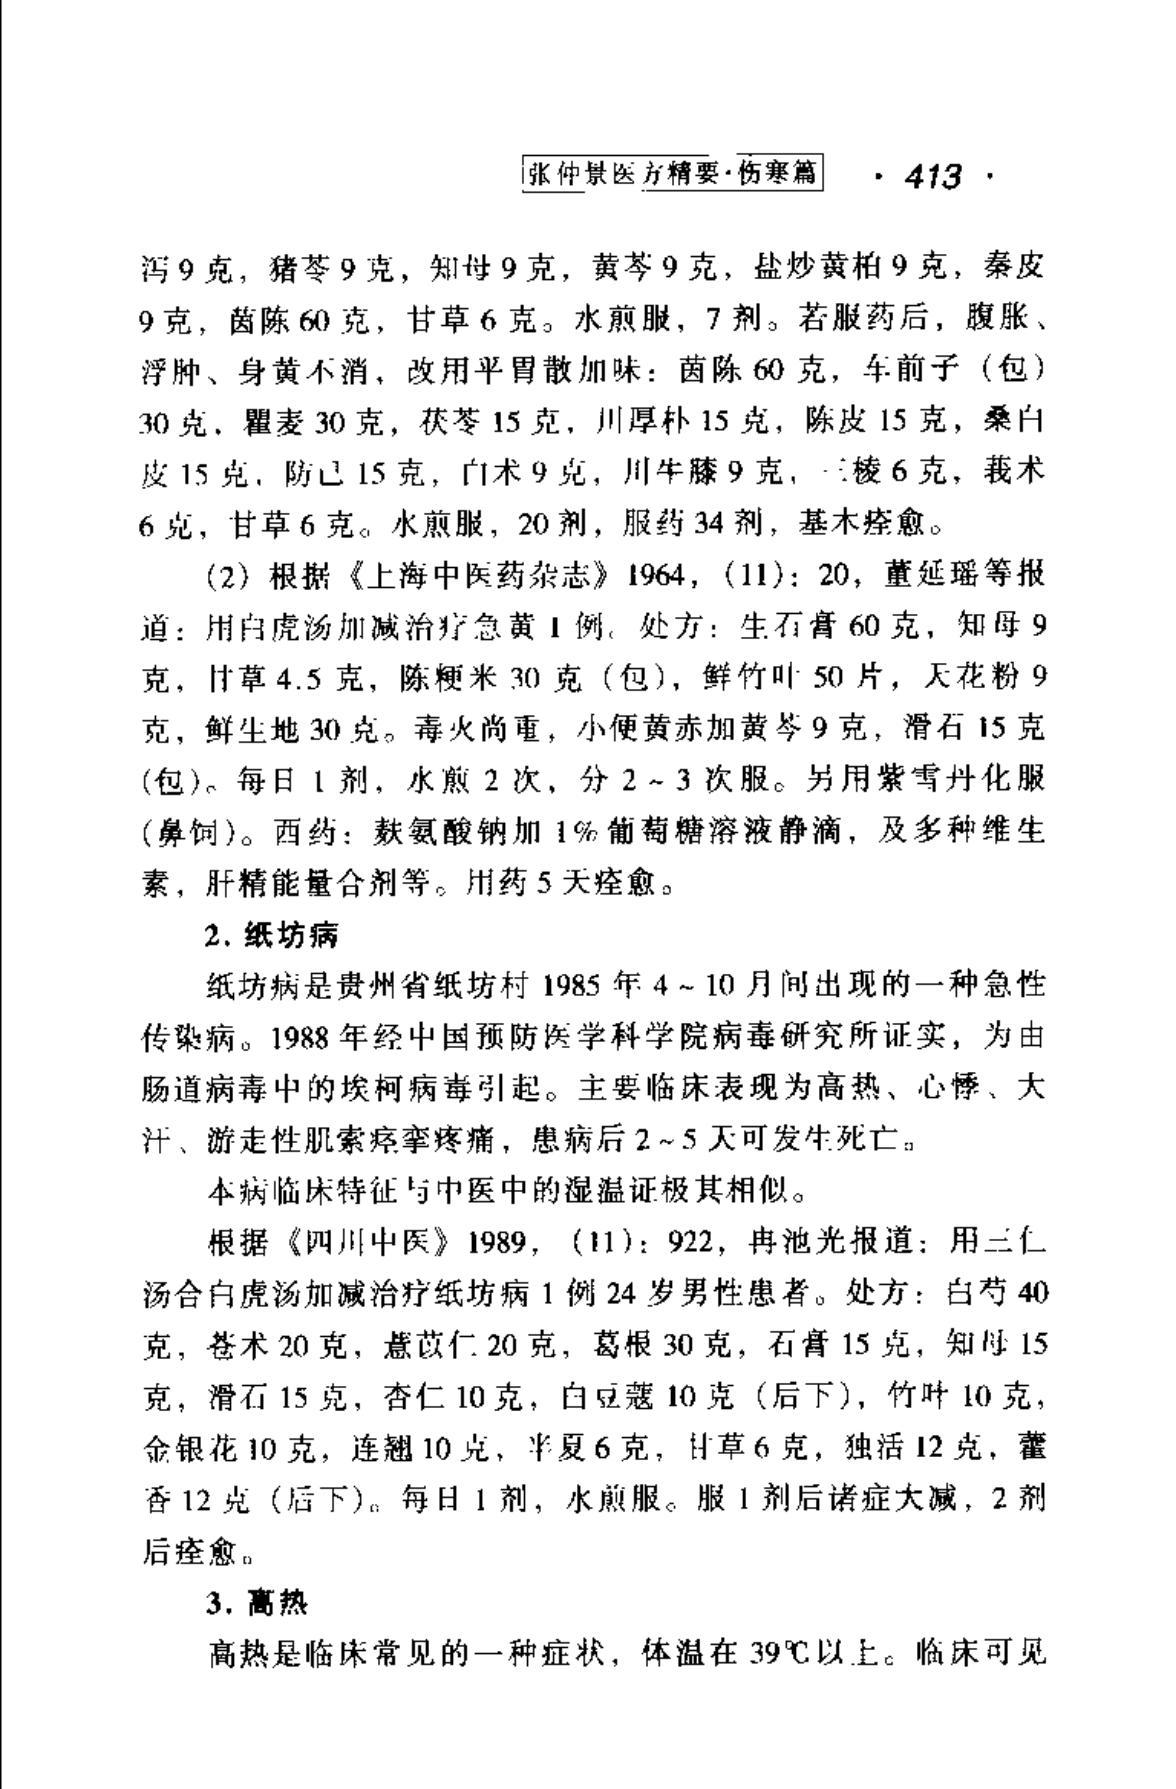 张仲景医方精要·伤寒篇 · 413 ·
泻 9 克，猪苓 9 克，知母 9 克，黄芩 9 克，盐炒黄柏 9 克，秦皮
9 克，茵陈 60 克，甘草 6 克。水煎服，7 剂。若服药后，腹胀、
浮肿、身黄不消，改用平胃散加味：茵陈 60 克，车前子（包）
30 克，瞿麦 30 克，茯苓 15 克，川厚朴 15 克，陈皮 15 克，桑白
皮 15 克，防己 15 克，白术 9 克，川牛膝 9 克，三棱 6 克，莪术
6 克，甘草 6 克。水煎服，20 剂，服药 34 剂，基本痊愈。
(2) 根据《上海中医药杂志》1964，(11)：20，董延瑶等报
道：用白虎汤加减治疗急黄 1 例。处方：生石膏 60 克，知母 9
克，甘草 4.5 克，陈粳米 30 克（包），鲜竹叶 50 片，天花粉 9
克，鲜生地 30 克。毒火尚重，小便黄赤加黄芩 9 克，滑石 15 克
(包)。每日 1 剂，水煎 2 次，分 2～3 次服。另用紫雪丹化服
(鼻饲)。西药：麸氨酸钠加 1% 葡萄糖溶液静滴，及多种维生
素，肝精能量合剂等。用药 5 天痊愈。
2. 纸坊病
纸坊病是贵州省纸坊村 1985 年 4～10 月间出现的一种急性
传染病。1988 年经中国预防医学科学院病毒研究所证实，为由
肠道病毒中的埃柯病毒引起。主要临床表现为高热、心悸、大
汗、游走性肌索痉挛疼痛，患病后 2～5 天可发生死亡。
本病临床特征与中医中的湿温证极其相似。
根据《四川中医》1989，(11)：922，冉池光报道：用三仁
汤合白虎汤加减治疗纸坊病 1 例 24 岁男性患者。处方：白芍 40
克，苍术 20 克，薏苡仁 20 克，葛根 30 克，石膏 15 克，知母 15
克，滑石 15 克，杏仁 10 克，白豆蔻 10 克（后下），竹叶 10 克，
金银花 10 克，连翘 10 克，半夏 6 克，甘草 6 克，独活 12 克，藿
香 12 克（后下）。每日 1 剂，水煎服。服 1 剂后诸症大减，2 剂
后痊愈。
3. 高热
高热是临床常见的一种症状，体温在 39℃以上。临床可见